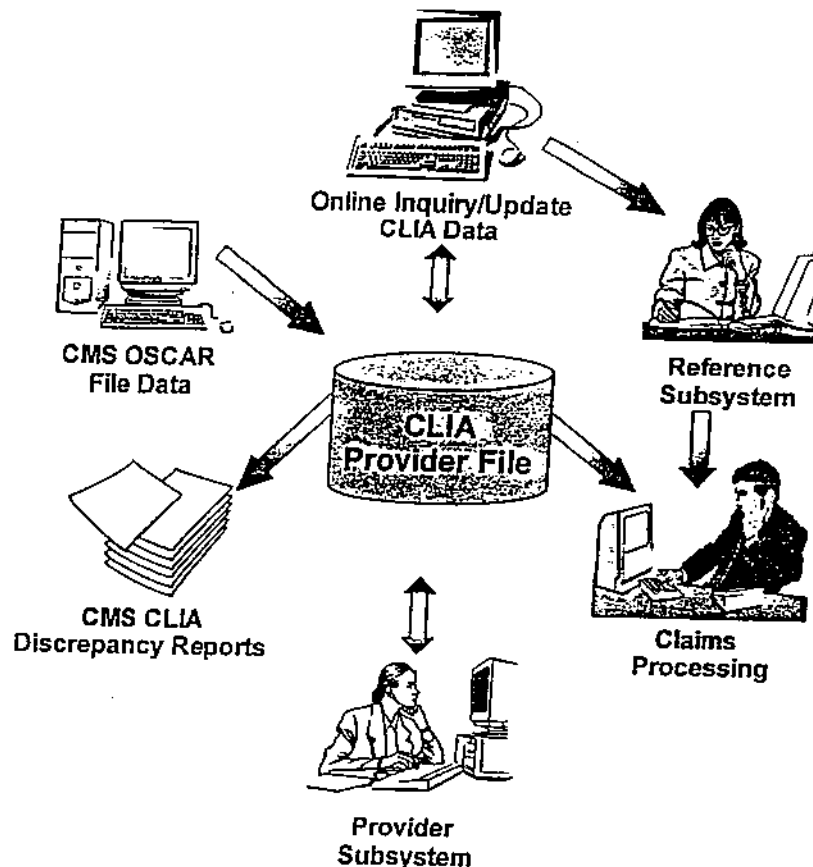 Online Inquiry/Update
CLIA Data
CMS OSCAR
File Data
Reference
Subsystem
CLIA
Provider File
CMS CLIA
Discrepancy Reports
Claims
Processing
Provider
Subsystem